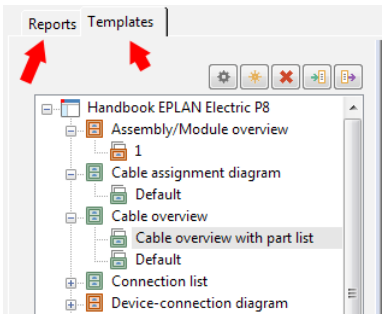 Reports Templates
Handbook EPLAN Electric P8
Assembly/Module overview
1
Cable assignment diagram
Default
Cable overview
Cable overview with part list
Default
Connection list
Device-connection diagram